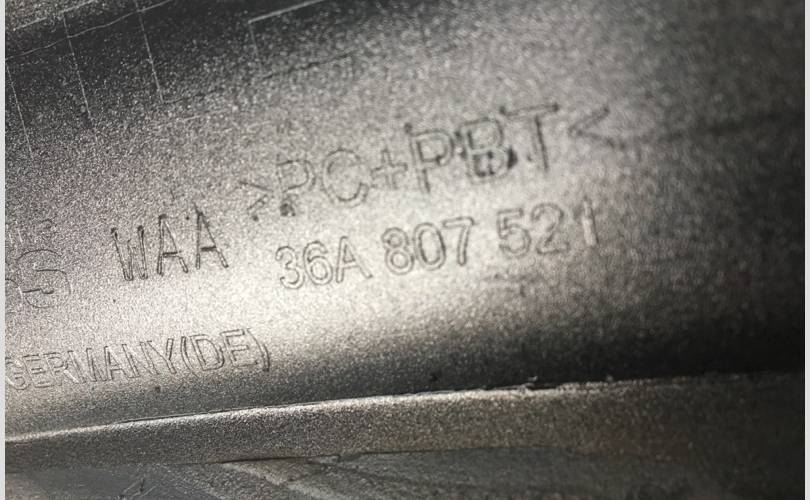 >PC+PBT<
WAA 36A 807 521
GERMANY(DE)